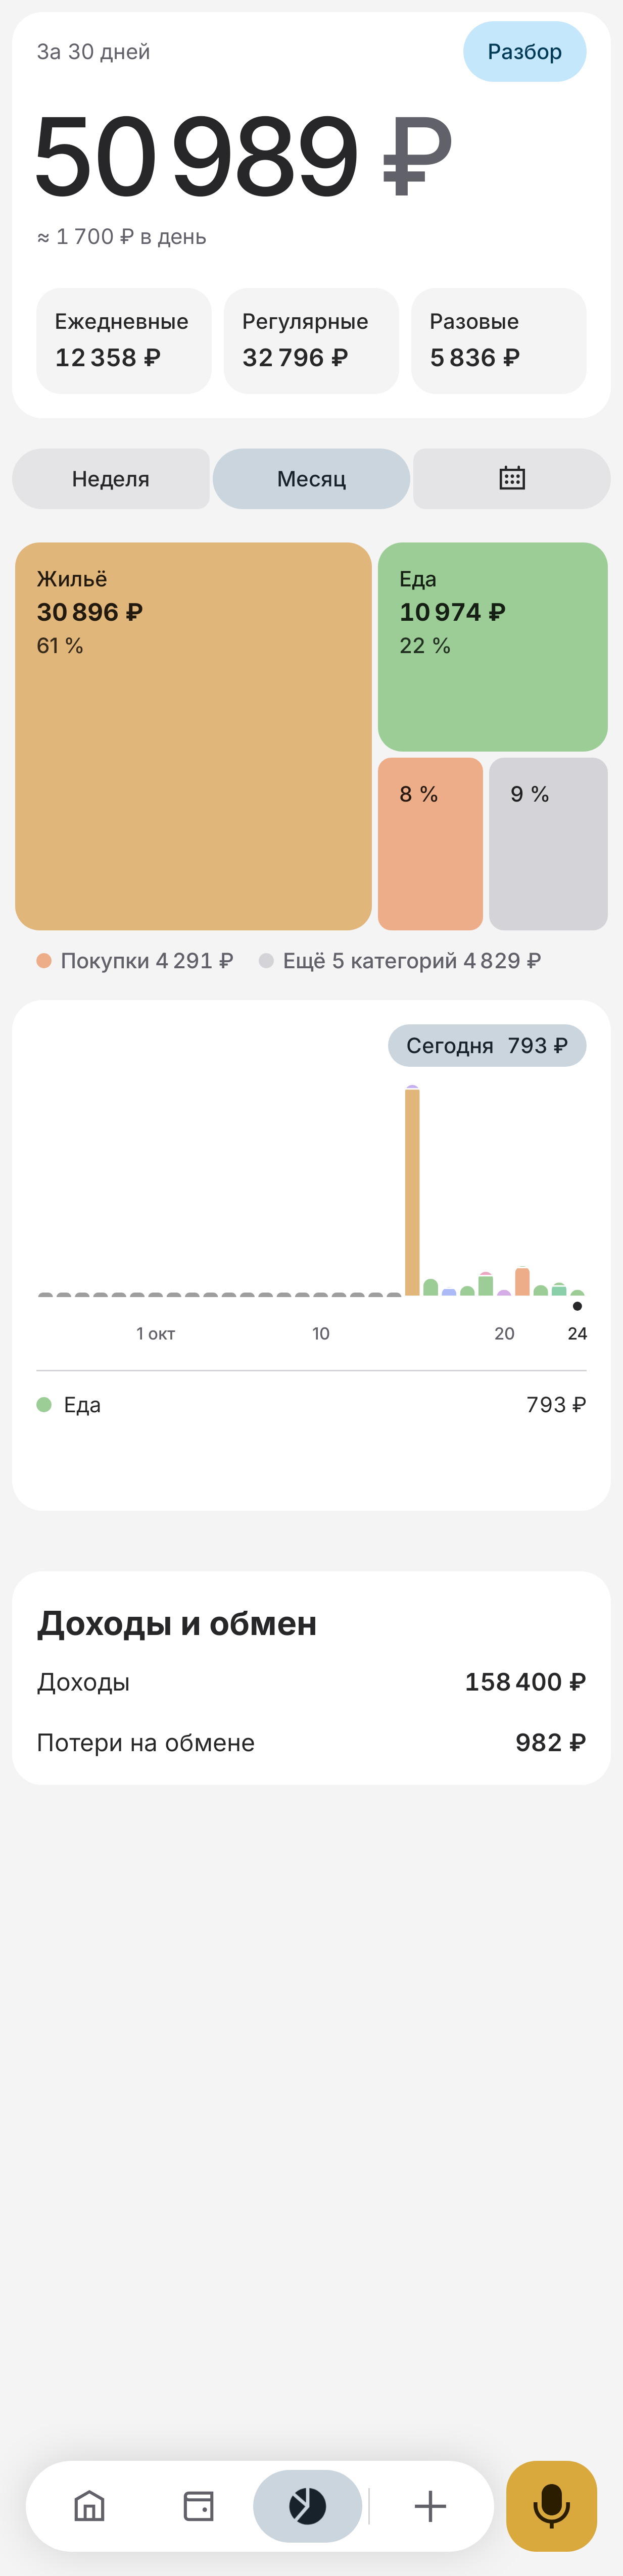 За 30 дней
Разбор
50 989 ₽
≈ 1 700 ₽ в день
Ежедневные
12 358 ₽
Регулярные
32 796 ₽
Разовые
5 836 ₽
Неделя
Месяц
Жильё
30 896 ₽
61 %
Еда
10 974 ₽
22 %
8 %
9 %
Покупки 4 291 ₽
Ещё 5 категорий 4 829 ₽
Сегодня 793 ₽
1 окт
10
20
24
Еда
793 ₽
Доходы и обмен
Доходы
158 400 ₽
Потери на обмене
982 ₽